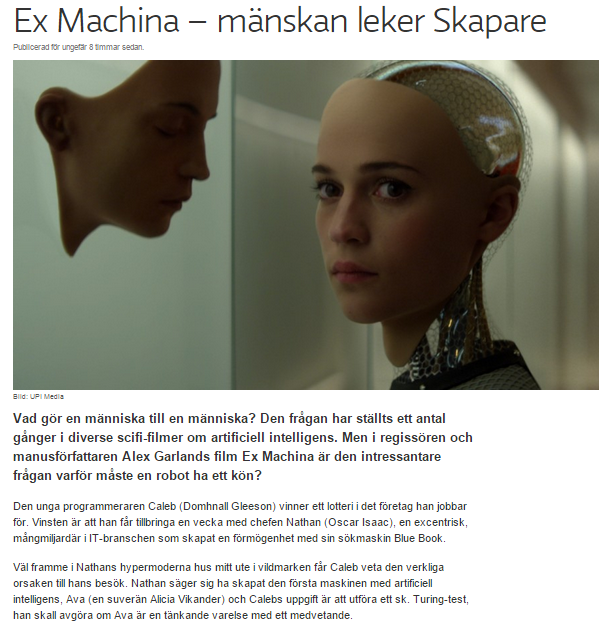 Ex Machina – mänskan leker Skapare
Publicerad för ungefär 8 timmar sedan.
Bild: UPI Media
Vad gör en människa till en människa? Den frågan har ställts ett antal
gånger i diverse scifi-filmer om artificiell intelligens. Men i regissören och
manusförfattaren Alex Garlands film Ex Machina är den intressantare
frågan varför måste en robot ha ett kön?
Den unga programmeraren Caleb (Domhnall Gleeson) vinner ett lotteri i det företag han jobbar
för. Vinsten är att han får tillbringa en vecka med chefen Nathan (Oscar Isaac), en excentrisk,
mångmiljardär i IT-branschen som skapat en förmögenhet med sin sökmaskin Blue Book.
Väl framme i Nathans hypermoderna hus mitt ute i vildmarken får Caleb veta den verkliga
orsaken till hans besök. Nathan säger sig ha skapat den första maskinen med artificiell
intelligens, Ava (en suverän Alicia Vikander) och Calebs uppgift är att utföra ett sk. Turing-test,
han skall avgöra om Ava är en tänkande varelse med ett medvetande.